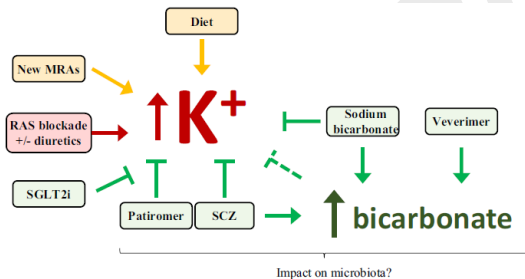 Diet
New MRAs
K+
RAS blockade
+/- diuretics
Sodium
bicarbonate
Veverimer
SGLT2i
Patiromer
SCZ
bicarbonate
Impact on microbiota?